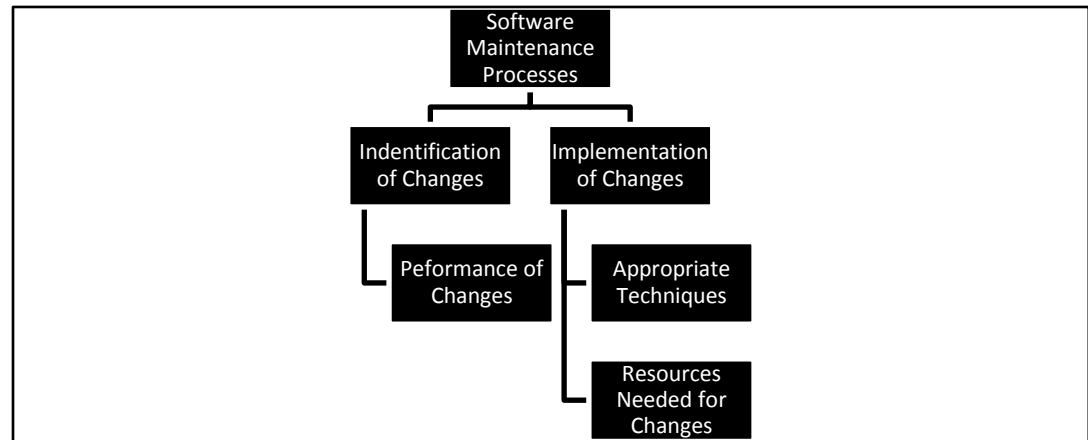 Software
Maintenance
Processes
Indentification
of Changes
Implementation
of Changes
Peformance of
Changes
Appropriate
Techniques
Resources
Needed for
Changes